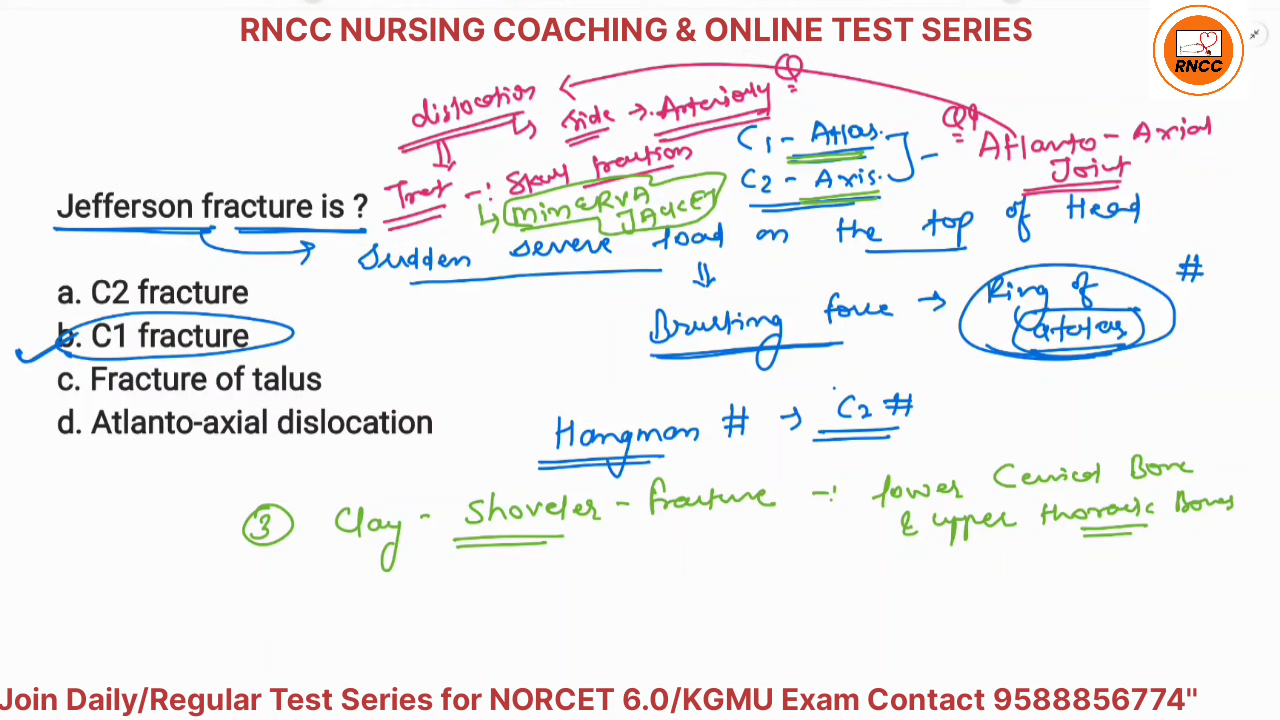 RNCC NURSING COACHING & ONLINE TEST SERIES
RNCC
dislocation
side → Anteriorly
Q
C1 - Atlas.
C2 - Axis.
Q
Atlanto - Axial
Joint
Treat -: Skull Traction
MINERVA
JACKET
Jefferson fracture is ?
Sudden severe load on the top of Head
a. C2 fracture
b. C1 fracture
c. Fracture of talus
d. Atlanto-axial dislocation
Brusting force → Ring of #
Hangman # → C2 #
3 Clay - Shoveler - fracture -: lower Cervical Bone
& upper thoracic Bones
Join Daily/Regular Test Series for NORCET 6.0/KGMU Exam Contact 9588856774"